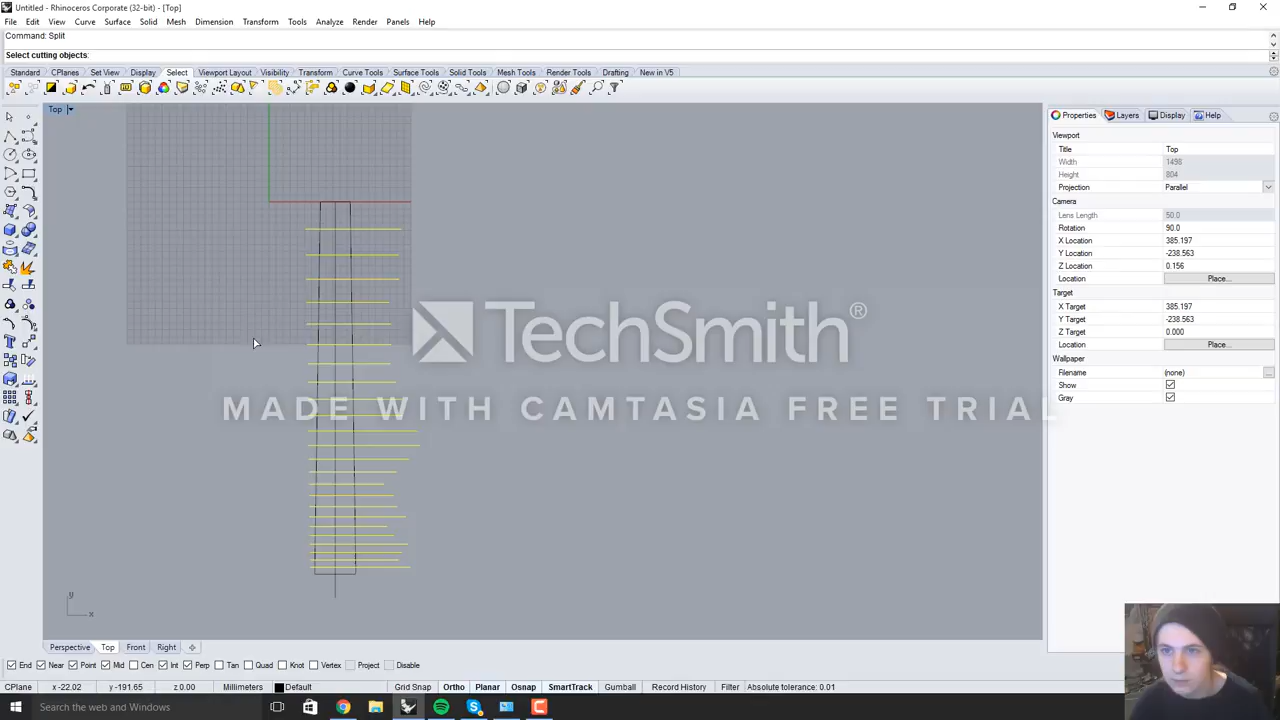 Untitled - Rhinoceros Corporate (32-bit) - [Top]
File Edit View Curve Surface Solid Mesh Dimension Transform Tools Analyze Render Panels Help
Command: Split
Select cutting objects:
Standard CPlanes Set View Display Select Viewport Layout Visibility Transform Curve Tools Surface Tools Solid Tools Mesh Tools Render Tools Drafting New in V5
Top
Properties Layers Display Help
Viewport
Title Top
Width 1498
Height 804
Projection Parallel
Camera
Lens Length 50.0
Rotation 90.0
X Location 385.197
Y Location -238.563
Z Location 0.156
Location Place...
Target
X Target 385.197
Y Target -238.563
Z Target 0.000
Location Place...
Wallpaper
Filename (none) ...
Show
Gray
TechSmith®
MADE WITH CAMTASIA FREE TRIAL
y
x
Perspective Top Front Right
End Near Point Mid Cen Int Perp Tan Quad Knot Vertex Project Disable
CPlane x -22.02 y -191.65 z 0.00 Millimeters Default Grid Snap Ortho Planar Osnap SmartTrack Gumball Record History Filter Absolute tolerance: 0.01
Search the web and Windows